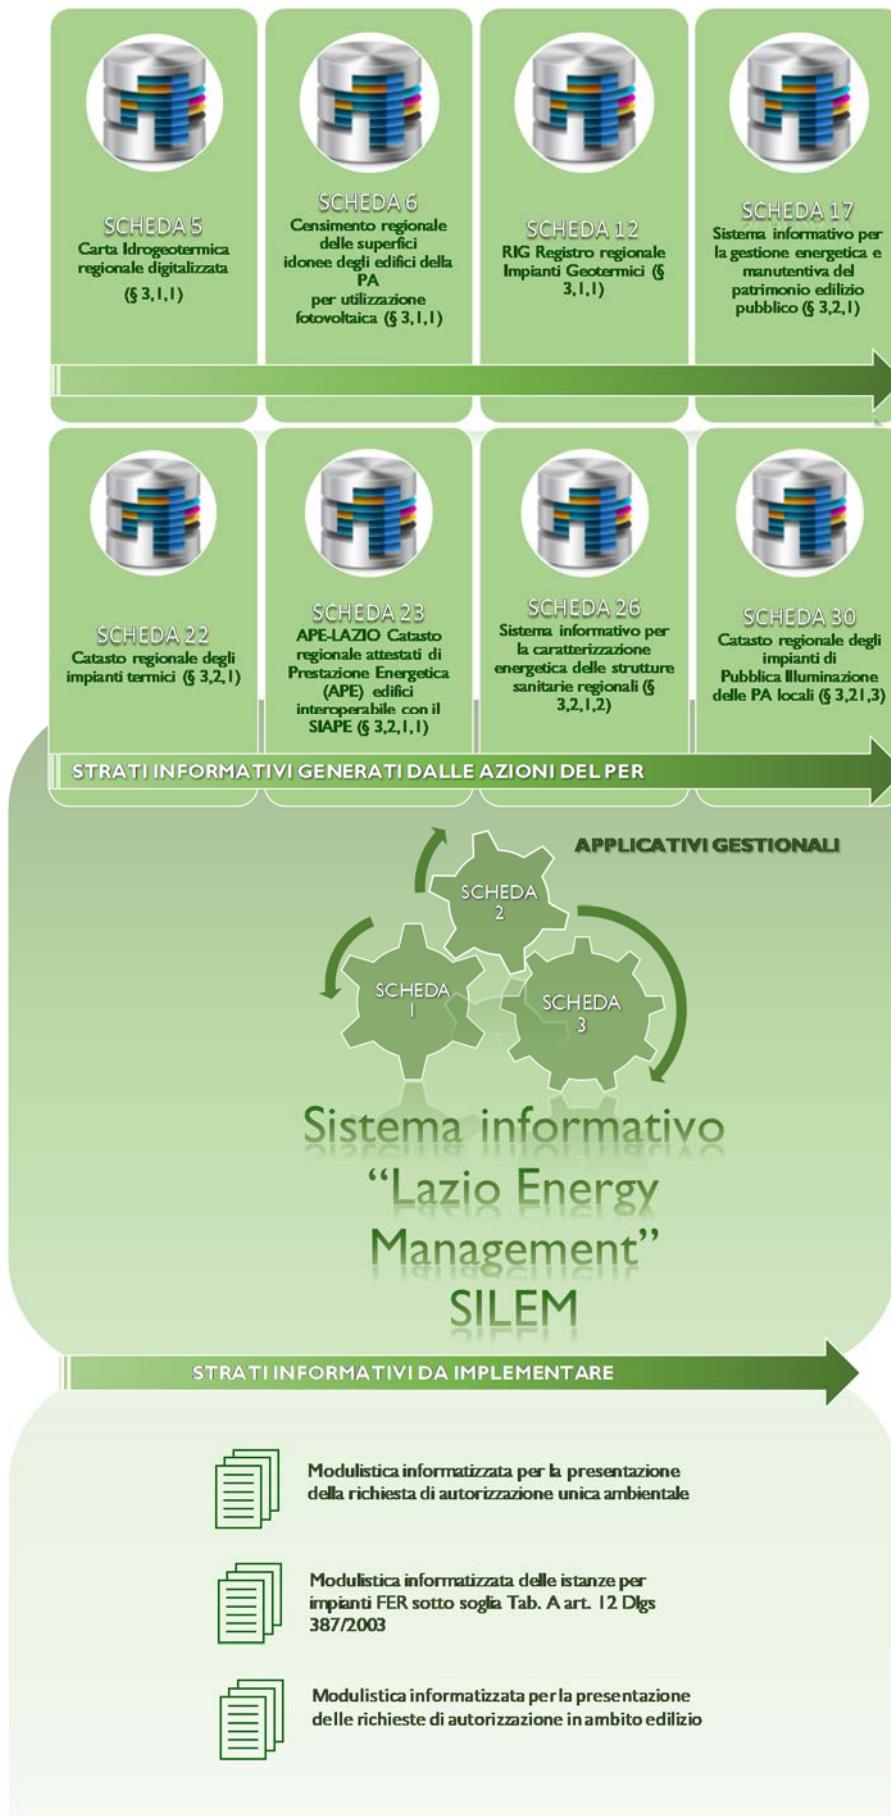 SCHEDA 5
Carta Idrogeotermica
regionale digitalizzata
(§ 3,1,1)
SCHEDA 6
Censimento regionale
delle superfici
idonee degli edifici della
PA
per utilizzazione
fotovoltaica (§ 3,1,1)
SCHEDA 12
RIG Registro regionale
Impianti Geotermici (§
3,1,1)
SCHEDA 17
Sistema informativo per
la gestione energetica e
manutentiva del
patrimonio edilizio
pubblico (§ 3,2,1)
SCHEDA 22
Catasto regionale degli
impianti termici (§ 3,2,1)
SCHEDA 23
APE-LAZIO Catasto
regionale attestati di
Prestazione Energetica
(APE) edifici
interoperabile con il
SIAPE (§ 3,2,1,1)
SCHEDA 26
Sistema informativo per
la caratterizzazione
energetica delle strutture
sanitarie regionali (§
3,2,1,2)
SCHEDA 30
Catasto regionale degli
impianti di
Pubblica Illuminazione
delle PA locali (§ 3,21,3)
STRATI INFORMATIVI GENERATI DALLE AZIONI DEL PER
APPLICATIVI GESTIONALI
SCHEDA
2
SCHEDA
1
SCHEDA
3
Sistema informativo
“Lazio Energy
Management”
SILEM
STRATI INFORMATIVI DA IMPLEMENTARE
Modulistica informatizzata per la presentazione
della richiesta di autorizzazione unica ambientale
Modulistica informatizzata delle istanze per
impianti FER sotto soglia Tab. A art. 12 Dlgs
387/2003
Modulistica informatizzata per la presentazione
delle richieste di autorizzazione in ambito edilizio